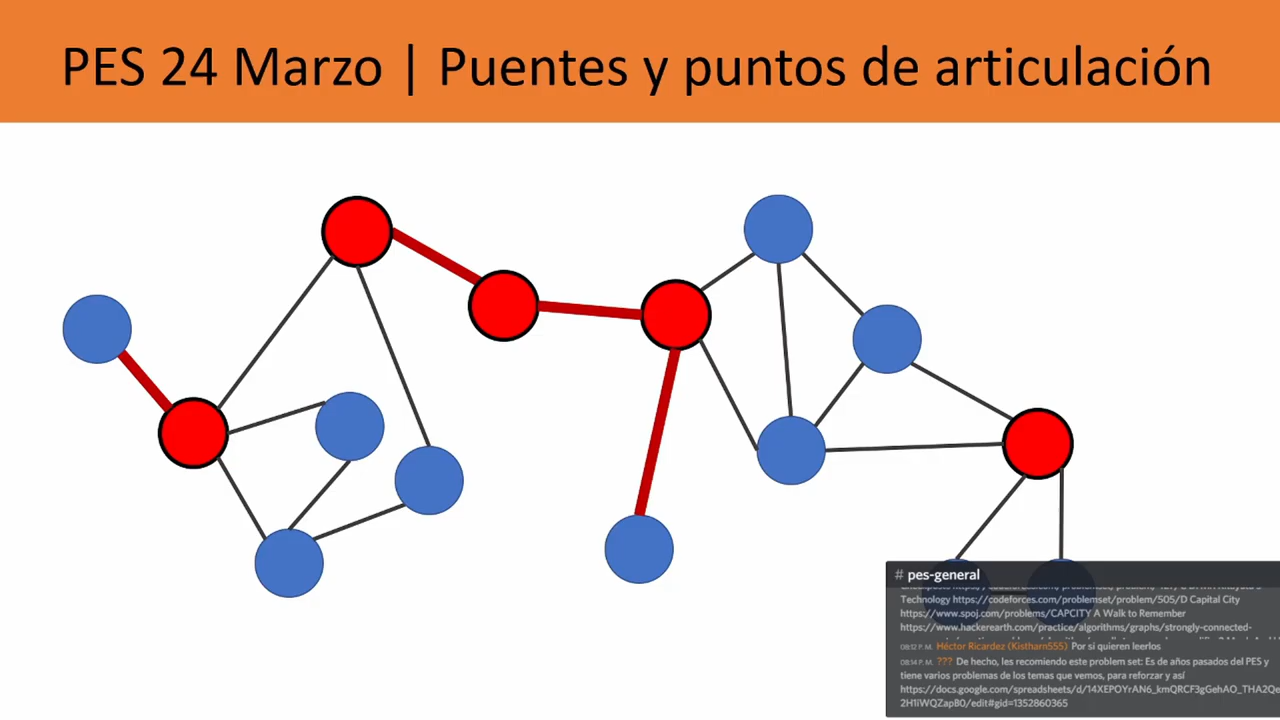 PES 24 Marzo | Puentes y puntos de articulación
# pes-general
Technology https://codeforces.com/problemset/problem/505/D Capital City
https://www.spoj.com/problems/CAPCITY A Walk to Remember
https://www.hackerearth.com/practice/algorithms/graphs/strongly-connected-
08:12 P.M. Héctor Ricardez (Kistharn555) Por si quieren leerlos
08:14 P.M. ??? De hecho, les recomiendo este problem set: Es de años pasados del PES y
tiene varios problemas de los temas que vemos, para reforzar y así
https://docs.google.com/spreadsheets/d/14XEPOYrAN6_kmQRCF3gGehAO_THA2Qe
2H1iWQZapB0/edit#gid=1352860365